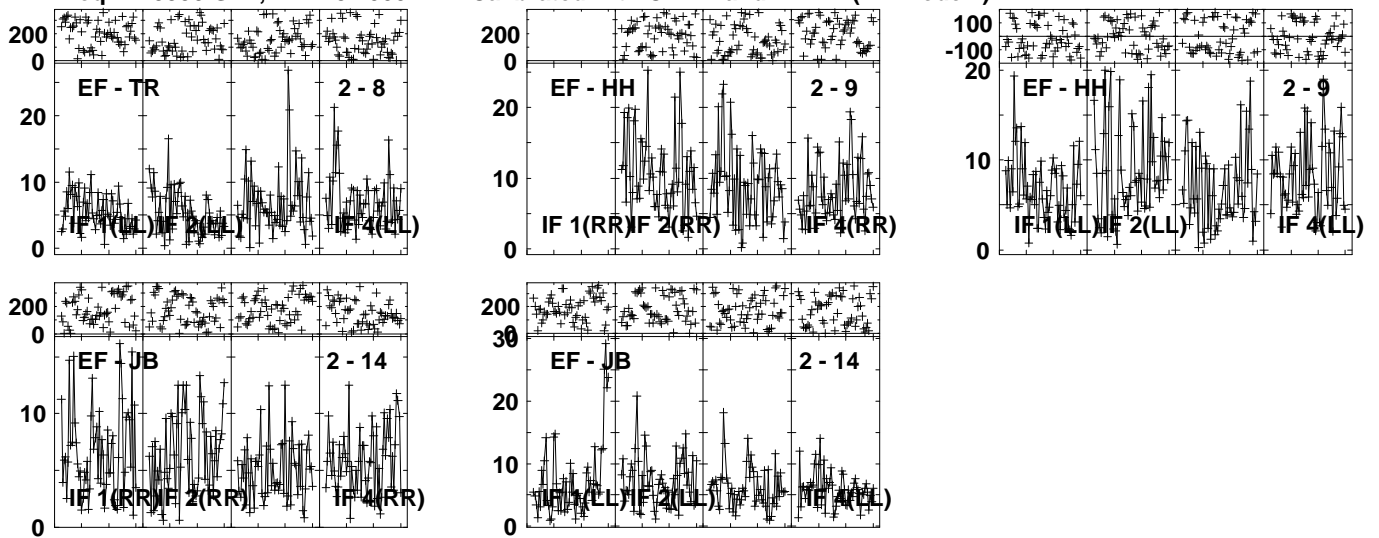 200
0
EF - TR 2 - 8
20
10
0
IF 1(LL) IF 2(LL) IF 4(LL)
200
0
EF - HH 2 - 9
20
10
0
IF 1(RR) IF 2(RR) IF 4(RR)
100
-100
20
EF - HH 2 - 9
10
0
IF 1(LL) IF 2(LL) IF 4(LL)
200
0
EF - JB 2 - 14
10
IF 1(RR) IF 2(RR) IF 4(RR)
0
200
0
30
EF - JB 2 - 14
20
10
IF 1(LL) IF 2(LL) IF 4(LL)
0